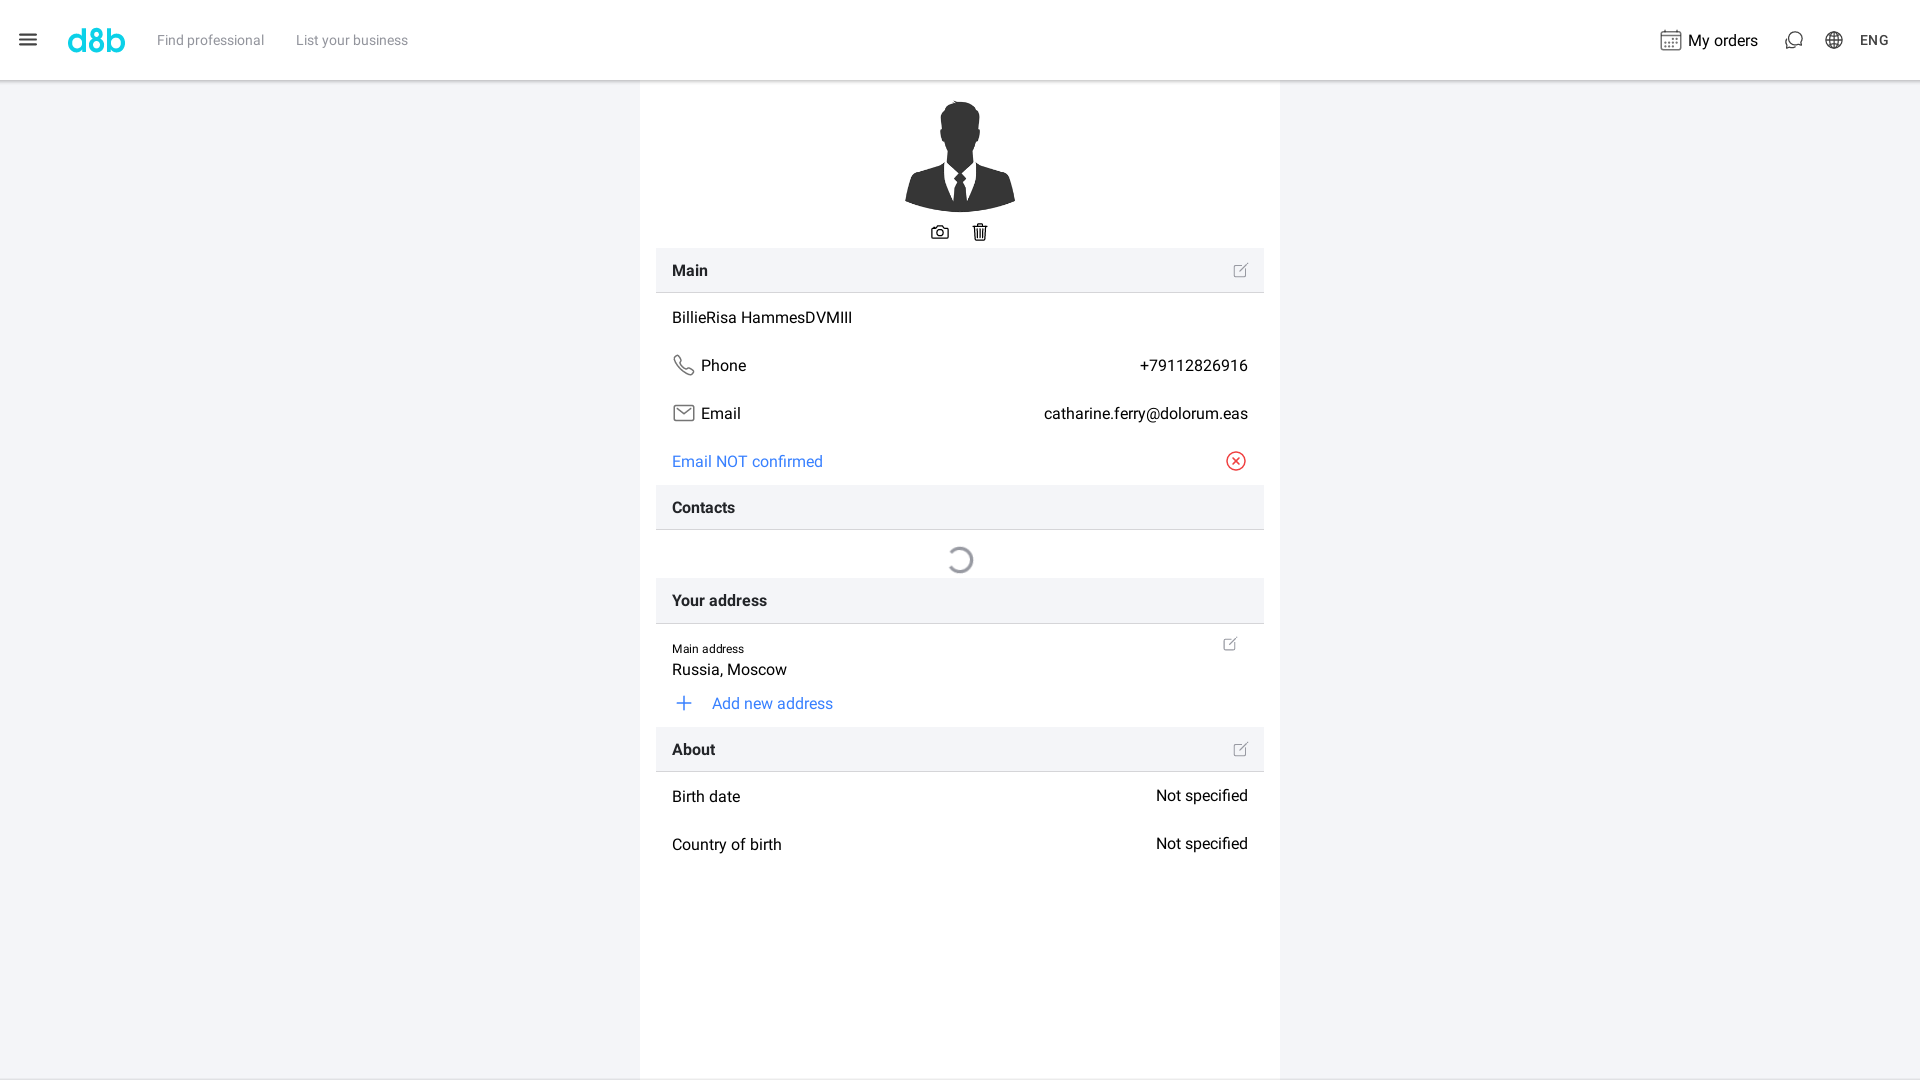 d8b
Find professional
List your business
My orders
ENG
Main
BillieRisa HammesDVMIII
Phone
+79112826916
Email
catharine.ferry@dolorum.eas
Email NOT confirmed
Contacts
Your address
Main address
Russia, Moscow
Add new address
About
Birth date
Not specified
Country of birth
Not specified